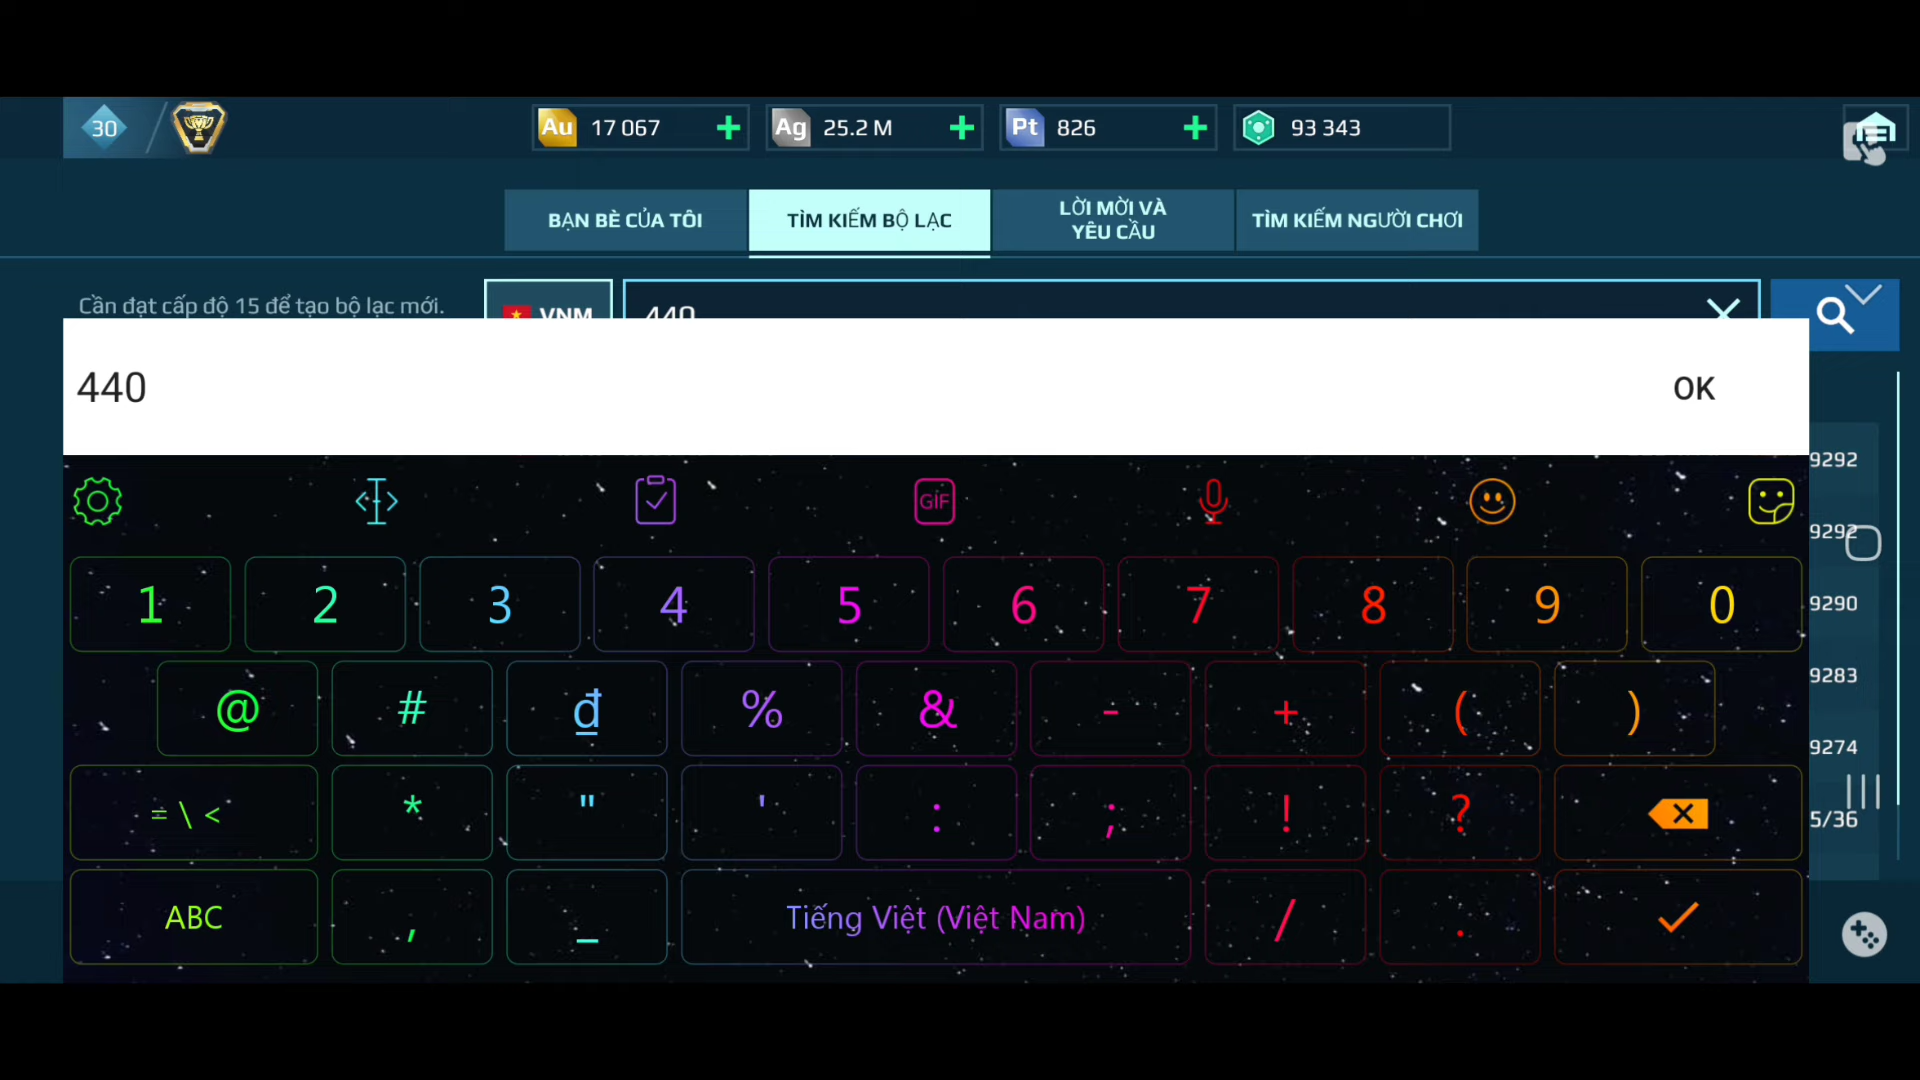 30
Au 17 067
Ag 25.2 M
Pt 826
93 343
BẠN BÈ CỦA TÔI
TÌM KIẾM BỘ LẠC
LỜI MỜI VÀ
YÊU CẦU
TÌM KIẾM NGƯỜI CHƠI
Cần đạt cấp độ 15 để tạo bộ lạc mới.
VNM
440
440
OK
9292
GIF
9292
1 2 3 4 5 6 7 8 9 0
9290
9283
@ # ₫ % & - + ( )
9274
= \ < * " ' : ; ! ?
5/36
ABC , _ Tiếng Việt (Việt Nam) / .